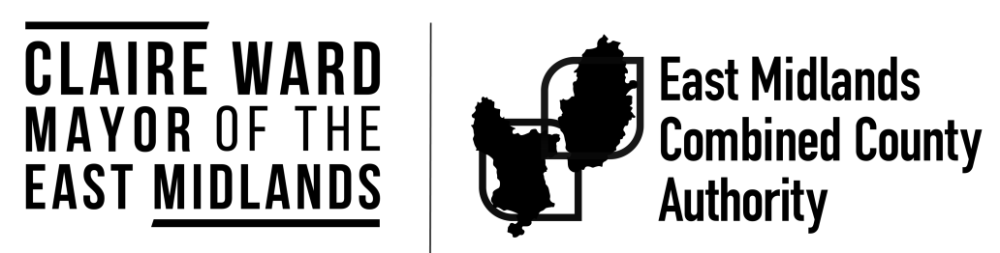 CLAIRE WARD
MAYOR OF THE
EAST MIDLANDS
East Midlands
Combined County
Authority